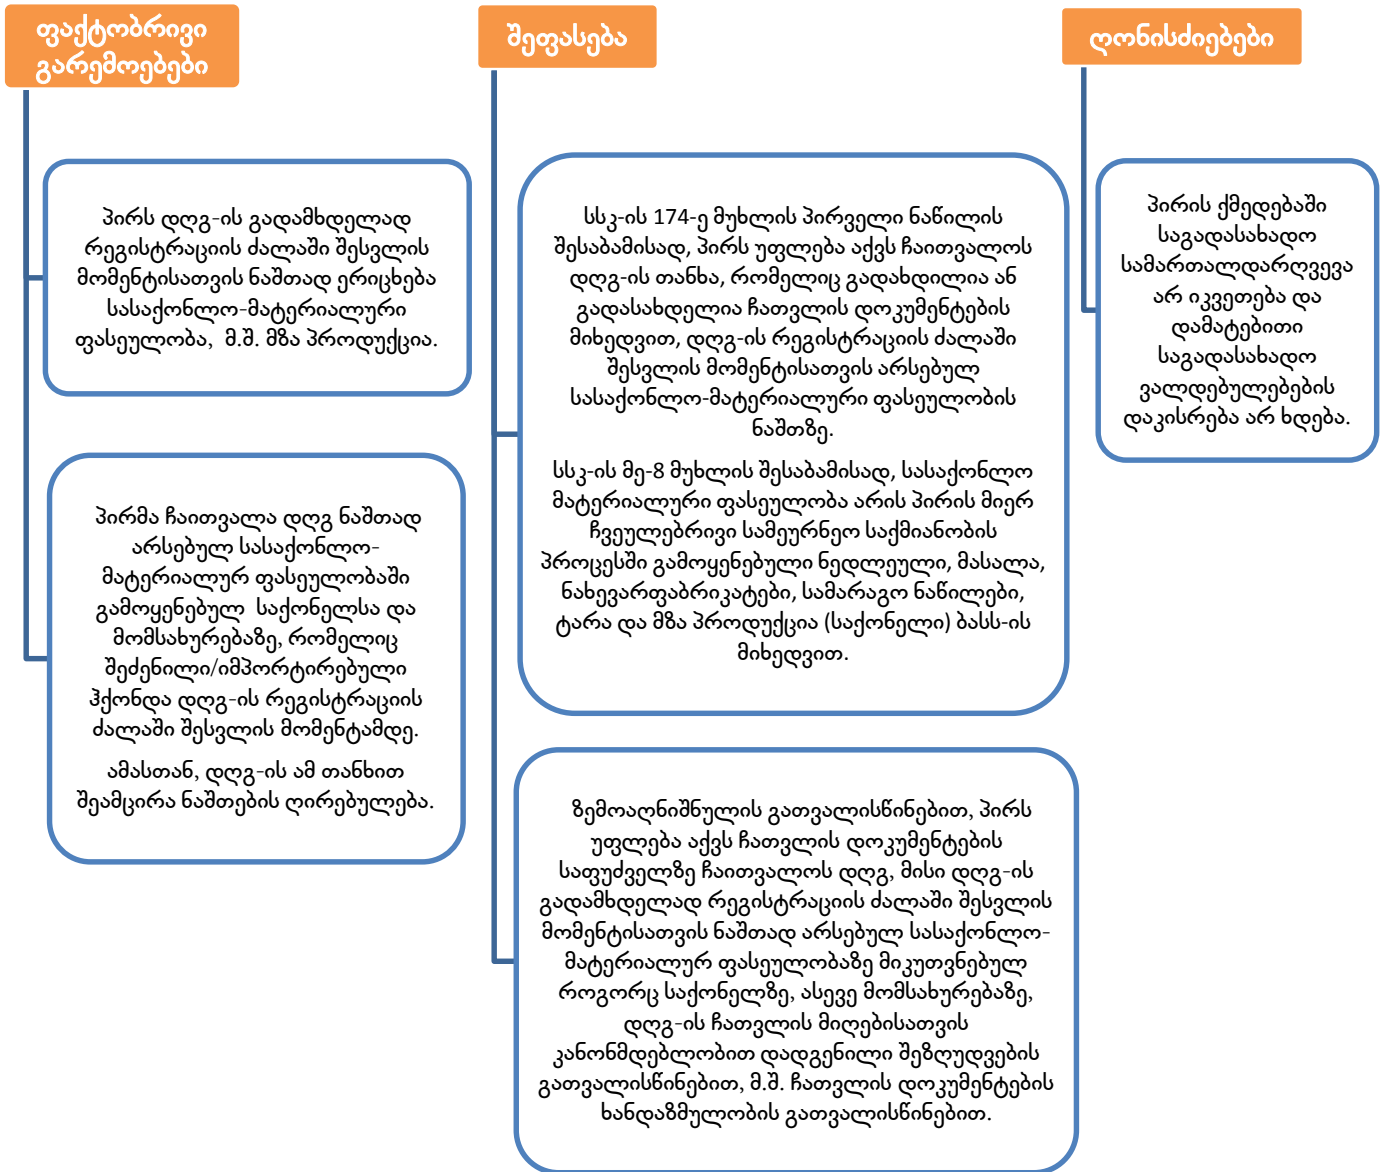 ფაქტობრივი
გარემოებები
პირს დღგ-ის გადამხდელად
რეგისტრაციის ძალაში შესვლის
მომენტისათვის ნაშთად ერიცხება
სასაქონლო-მატერიალური
ფასეულობა, მ.შ. მზა პროდუქცია.
პირმა ჩაითვალა დღგ ნაშთად
არსებულ სასაქონლო-
მატერიალურ ფასეულობაში
გამოყენებულ საქონელსა და
მომსახურებაზე, რომელიც
შეძენილი/იმპორტირებული
ჰქონდა დღგ-ის რეგისტრაციის
ძალაში შესვლის მომენტამდე.
ამასთან, დღგ-ის ამ თანხით
შეამცირა ნაშთების ღირებულება.
შეფასება
სსკ-ის 174-ე მუხლის პირველი ნაწილის
შესაბამისად, პირს უფლება აქვს ჩაითვალოს
დღგ-ის თანხა, რომელიც გადახდილია ან
გადასახდელია ჩათვლის დოკუმენტების
მიხედვით, დღგ-ის რეგისტრაციის ძალაში
შესვლის მომენტისათვის არსებულ
სასაქონლო-მატერიალური ფასეულობის
ნაშთზე.
სსკ-ის მე-8 მუხლის შესაბამისად, სასაქონლო
მატერიალური ფასეულობა არის პირის მიერ
ჩვეულებრივი სამეურნეო საქმიანობის
პროცესში გამოყენებული ნედლეული, მასალა,
ნახევარფაბრიკატები, სამარაგო ნაწილები,
ტარა და მზა პროდუქცია (საქონელი) ბასს-ის
მიხედვით.
ზემოაღნიშნულის გათვალისწინებით, პირს
უფლება აქვს ჩათვლის დოკუმენტების
საფუძველზე ჩაითვალოს დღგ, მისი დღგ-ის
გადამხდელად რეგისტრაციის ძალაში შესვლის
მომენტისათვის ნაშთად არსებულ სასაქონლო-
მატერიალურ ფასეულობაზე მიკუთვნებულ
როგორც საქონელზე, ასევე მომსახურებაზე,
დღგ-ის ჩათვლის მიღებისათვის
კანონმდებლობით დადგენილი შეზღუდვების
გათვალისწინებით, მ.შ. ჩათვლის დოკუმენტების
ხანდაზმულობის გათვალისწინებით.
ღონისძიებები
პირის ქმედებაში
საგადასახადო
სამართალდარღვევა
არ იკვეთება და
დამატებითი
საგადასახადო
ვალდებულებების
დაკისრება არ ხდება.